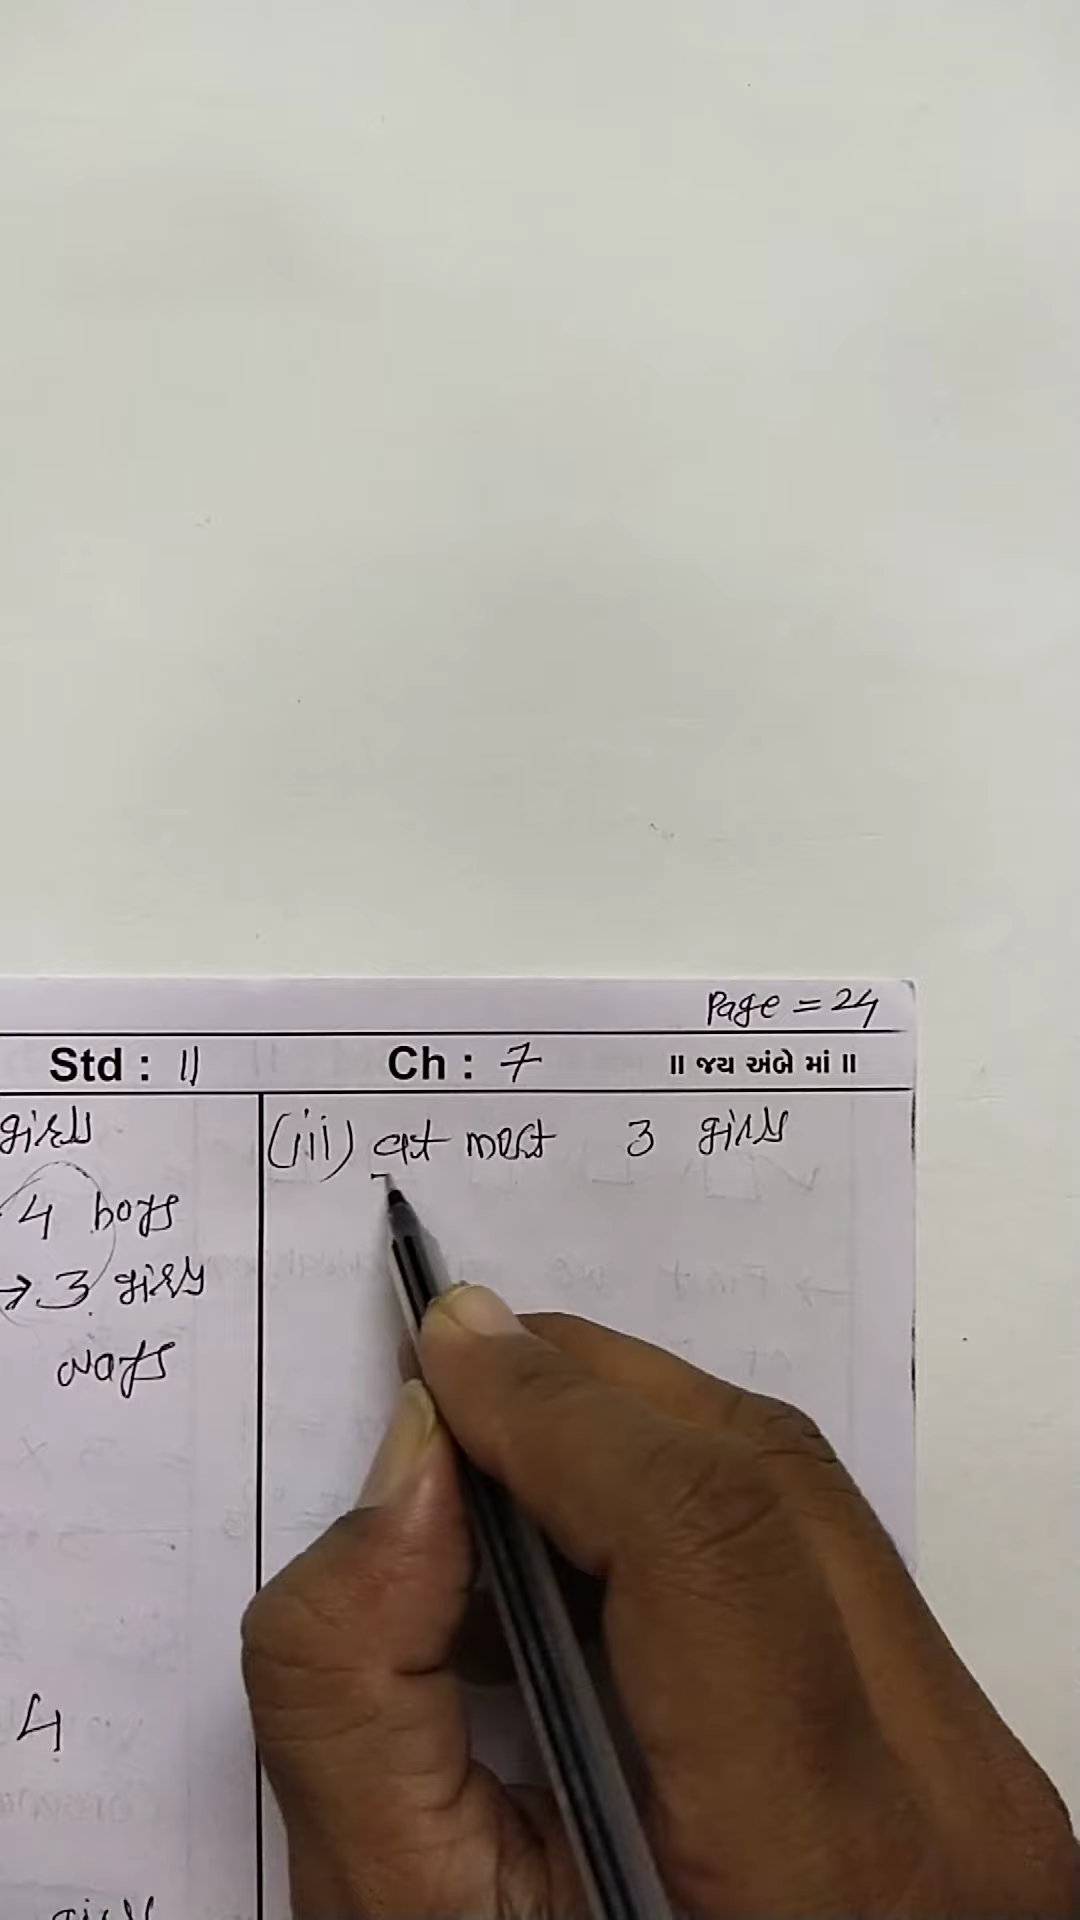 Page = 24
Std : 11 Ch : 7 ॥ જય અંબે માં ॥
girls
4 boys
→ 3 girls
ways
4
girls
(iii) at most 3 girls